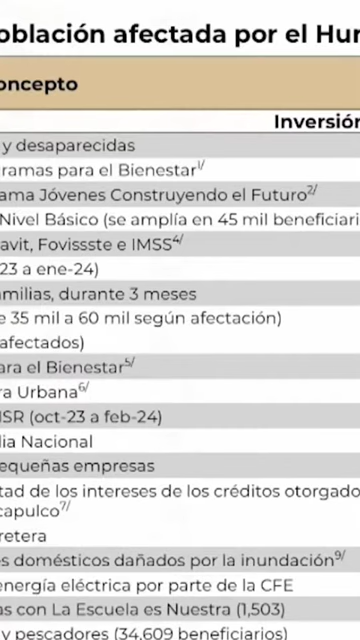 oblación afectada por el Hur
oncepto
Inversión
y desaparecidas
ramas para el Bienestar1/
ama Jóvenes Construyendo el Futuro2/
Nivel Básico (se amplía en 45 mil beneficiari
avit, Fovissste e IMSS4/
23 a ene-24)
amilias, durante 3 meses
e 35 mil a 60 mil según afectación)
afectados)
ara el Bienestar5/
ra Urbana6/
ISR (oct-23 a feb-24)
lia Nacional
equeñas empresas
tad de los intereses de los créditos otorgado
capulco7/
retera
s domésticos dañados por la inundación9/
energía eléctrica por parte de la CFE
as con La Escuela es Nuestra (1,503)
y pescadores (34,609 beneficiarios)